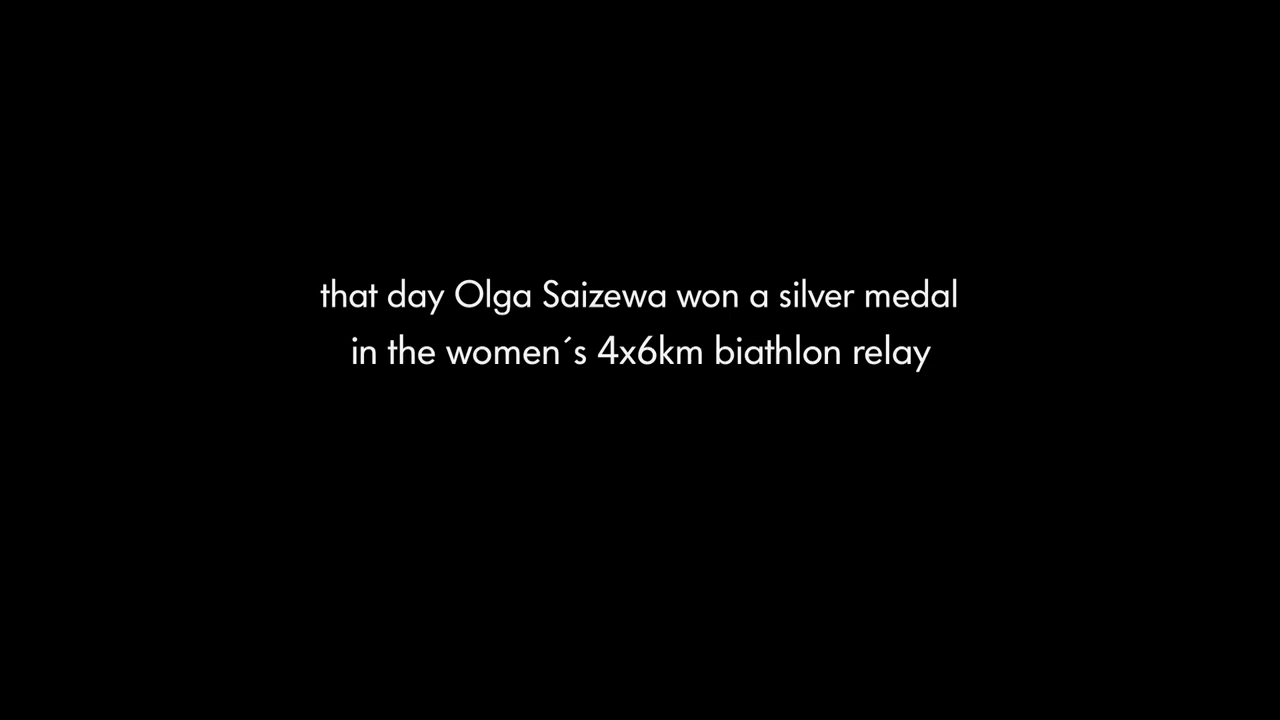 that day Olga Saizewa won a silver medal
in the women´s 4x6km biathlon relay